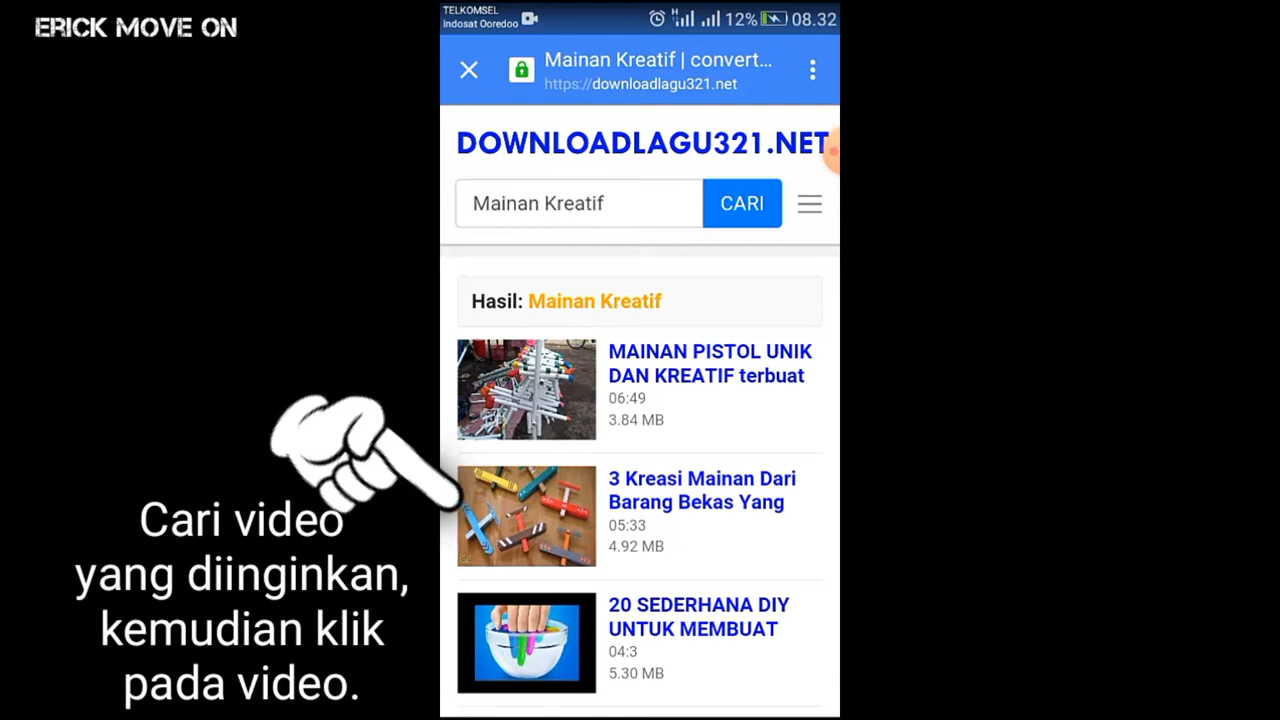 ERICK MOVE ON
TELKOMSEL
Indosat Ooredoo
H
12%
08.32
Mainan Kreatif | convert...
https://downloadlagu321.net
DOWNLOADLAGU321.NET
Mainan Kreatif
CARI
Hasil: Mainan Kreatif
MAINAN PISTOL UNIK
DAN KREATIF terbuat
06:49
3.84 MB
3 Kreasi Mainan Dari
Barang Bekas Yang
05:33
4.92 MB
20 SEDERHANA DIY
UNTUK MEMBUAT
04:3
5.30 MB
Cari video
yang diinginkan,
kemudian klik
pada video.